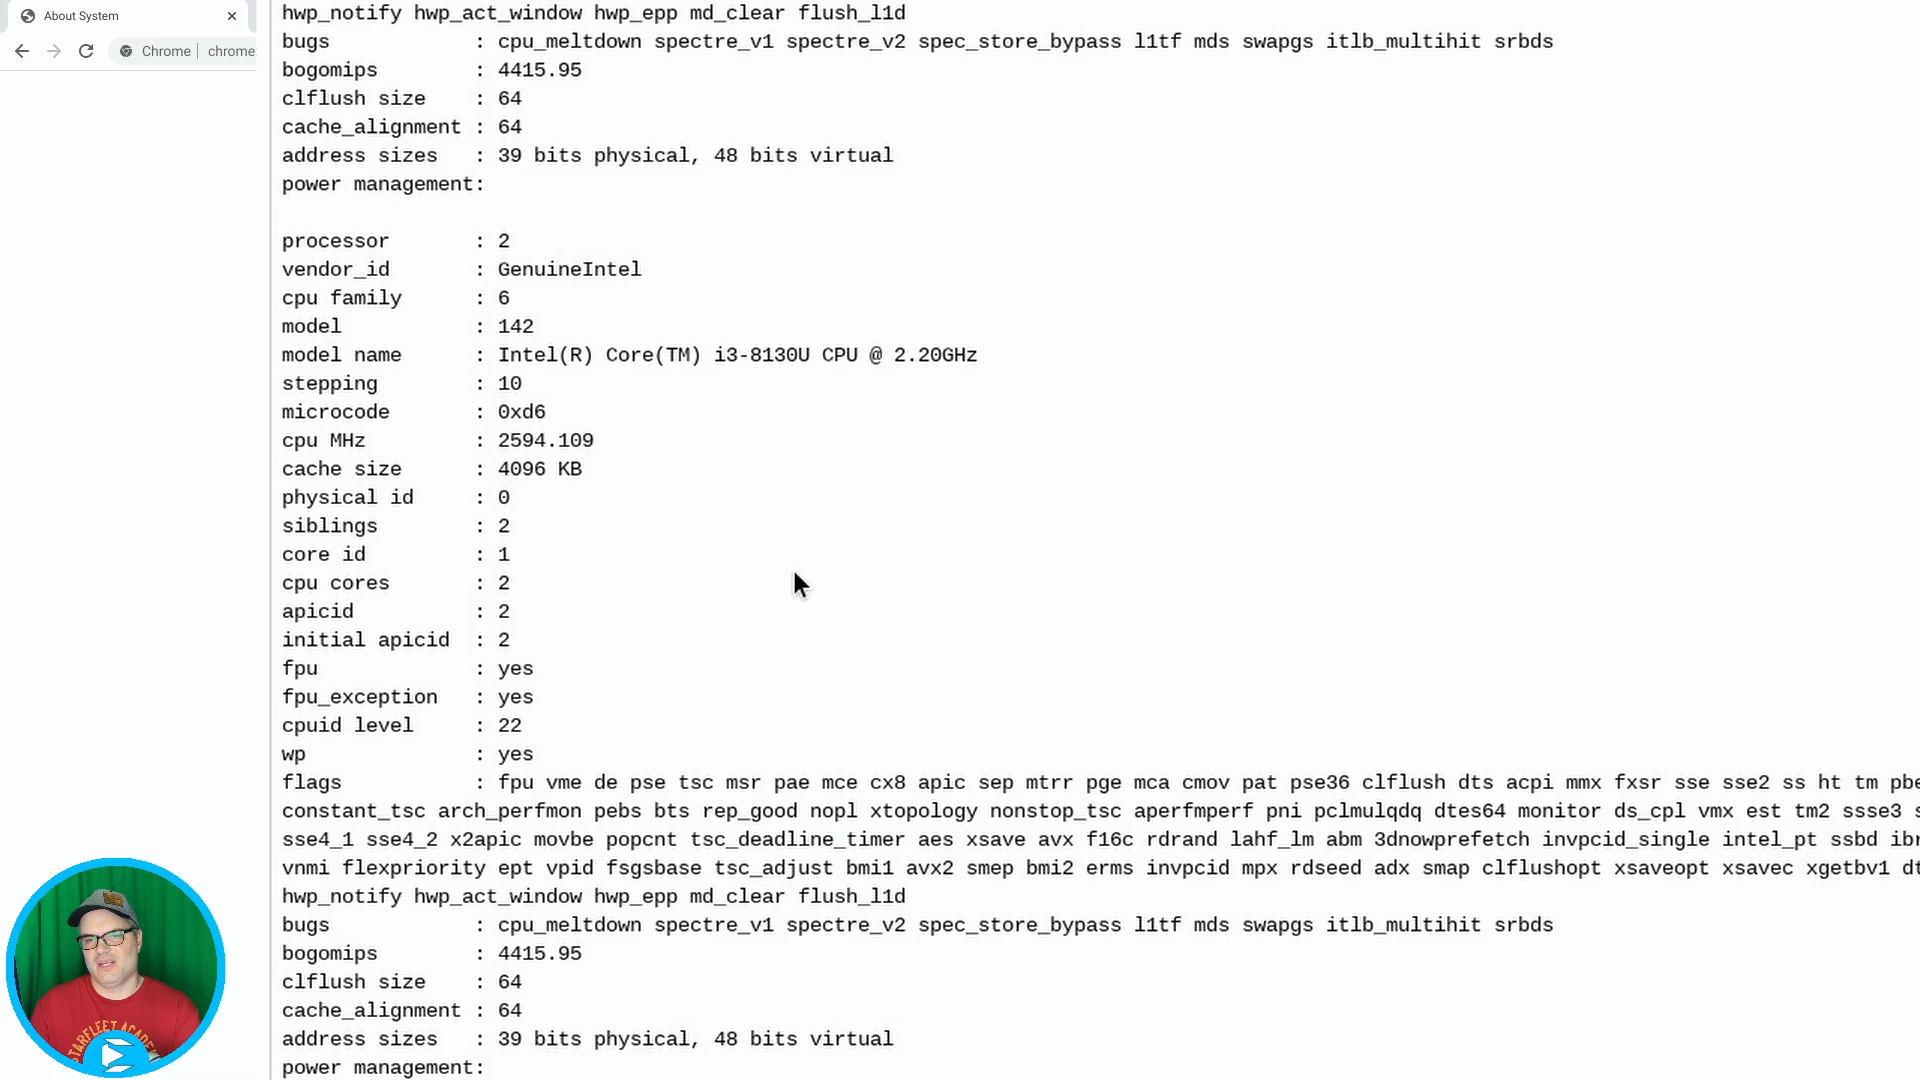 About System
Chrome | chrome
hwp_notify hwp_act_window hwp_epp md_clear flush_l1d
bugs : cpu_meltdown spectre_v1 spectre_v2 spec_store_bypass l1tf mds swapgs itlb_multihit srbds
bogomips : 4415.95
clflush size : 64
cache_alignment : 64
address sizes : 39 bits physical, 48 bits virtual
power management:
processor : 2
vendor_id : GenuineIntel
cpu family : 6
model : 142
model name : Intel(R) Core(TM) i3-8130U CPU @ 2.20GHz
stepping : 10
microcode : 0xd6
cpu MHz : 2594.109
cache size : 4096 KB
physical id : 0
siblings : 2
core id : 1
cpu cores : 2
apicid : 2
initial apicid : 2
fpu : yes
fpu_exception : yes
cpuid level : 22
wp : yes
flags : fpu vme de pse tsc msr pae mce cx8 apic sep mtrr pge mca cmov pat pse36 clflush dts acpi mmx fxsr sse sse2 ss ht tm pbe
constant_tsc arch_perfmon pebs bts rep_good nopl xtopology nonstop_tsc aperfmperf pni pclmulqdq dtes64 monitor ds_cpl vmx est tm2 ssse3
sse4_1 sse4_2 x2apic movbe popcnt tsc_deadline_timer aes xsave avx f16c rdrand lahf_lm abm 3dnowprefetch invpcid_single intel_pt ssbd
vnmi flexpriority ept vpid fsgsbase tsc_adjust bmi1 avx2 smep bmi2 erms invpcid mpx rdseed adx smap clflushopt xsaveopt xsavec xgetbv1
hwp_notify hwp_act_window hwp_epp md_clear flush_l1d
bugs : cpu_meltdown spectre_v1 spectre_v2 spec_store_bypass l1tf mds swapgs itlb_multihit srbds
bogomips : 4415.95
clflush size : 64
cache_alignment : 64
address sizes : 39 bits physical, 48 bits virtual
power management:
STARFLEET ACADEM